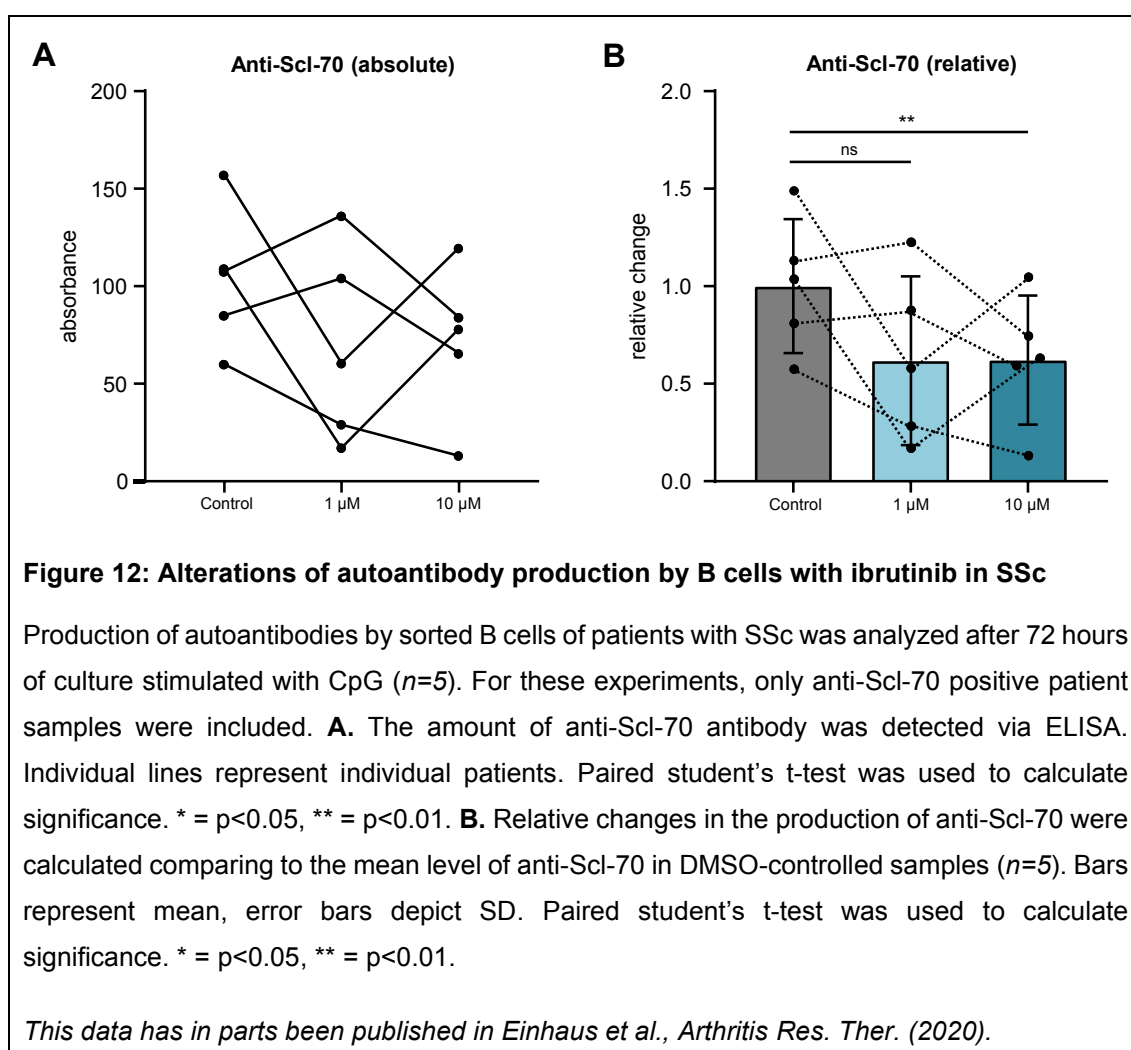 A
Anti-Scl-70 (absolute)
200
150
100
50
0
absorbance
Control
1 µM
10 µM
B
Anti-Scl-70 (relative)
2.0
1.5
1.0
0.5
0.0
relative change
**
ns
Control
1 µM
10 µM
Figure 12: Alterations of autoantibody production by B cells with ibrutinib in SSc
Production of autoantibodies by sorted B cells of patients with SSc was analyzed after 72 hours
of culture stimulated with CpG (n=5). For these experiments, only anti-Scl-70 positive patient
samples were included. A. The amount of anti-Scl-70 antibody was detected via ELISA.
Individual lines represent individual patients. Paired student’s t-test was used to calculate
significance. * = p<0.05, ** = p<0.01. B. Relative changes in the production of anti-Scl-70 were
calculated comparing to the mean level of anti-Scl-70 in DMSO-controlled samples (n=5). Bars
represent mean, error bars depict SD. Paired student’s t-test was used to calculate
significance. * = p<0.05, ** = p<0.01.
This data has in parts been published in Einhaus et al., Arthritis Res. Ther. (2020).